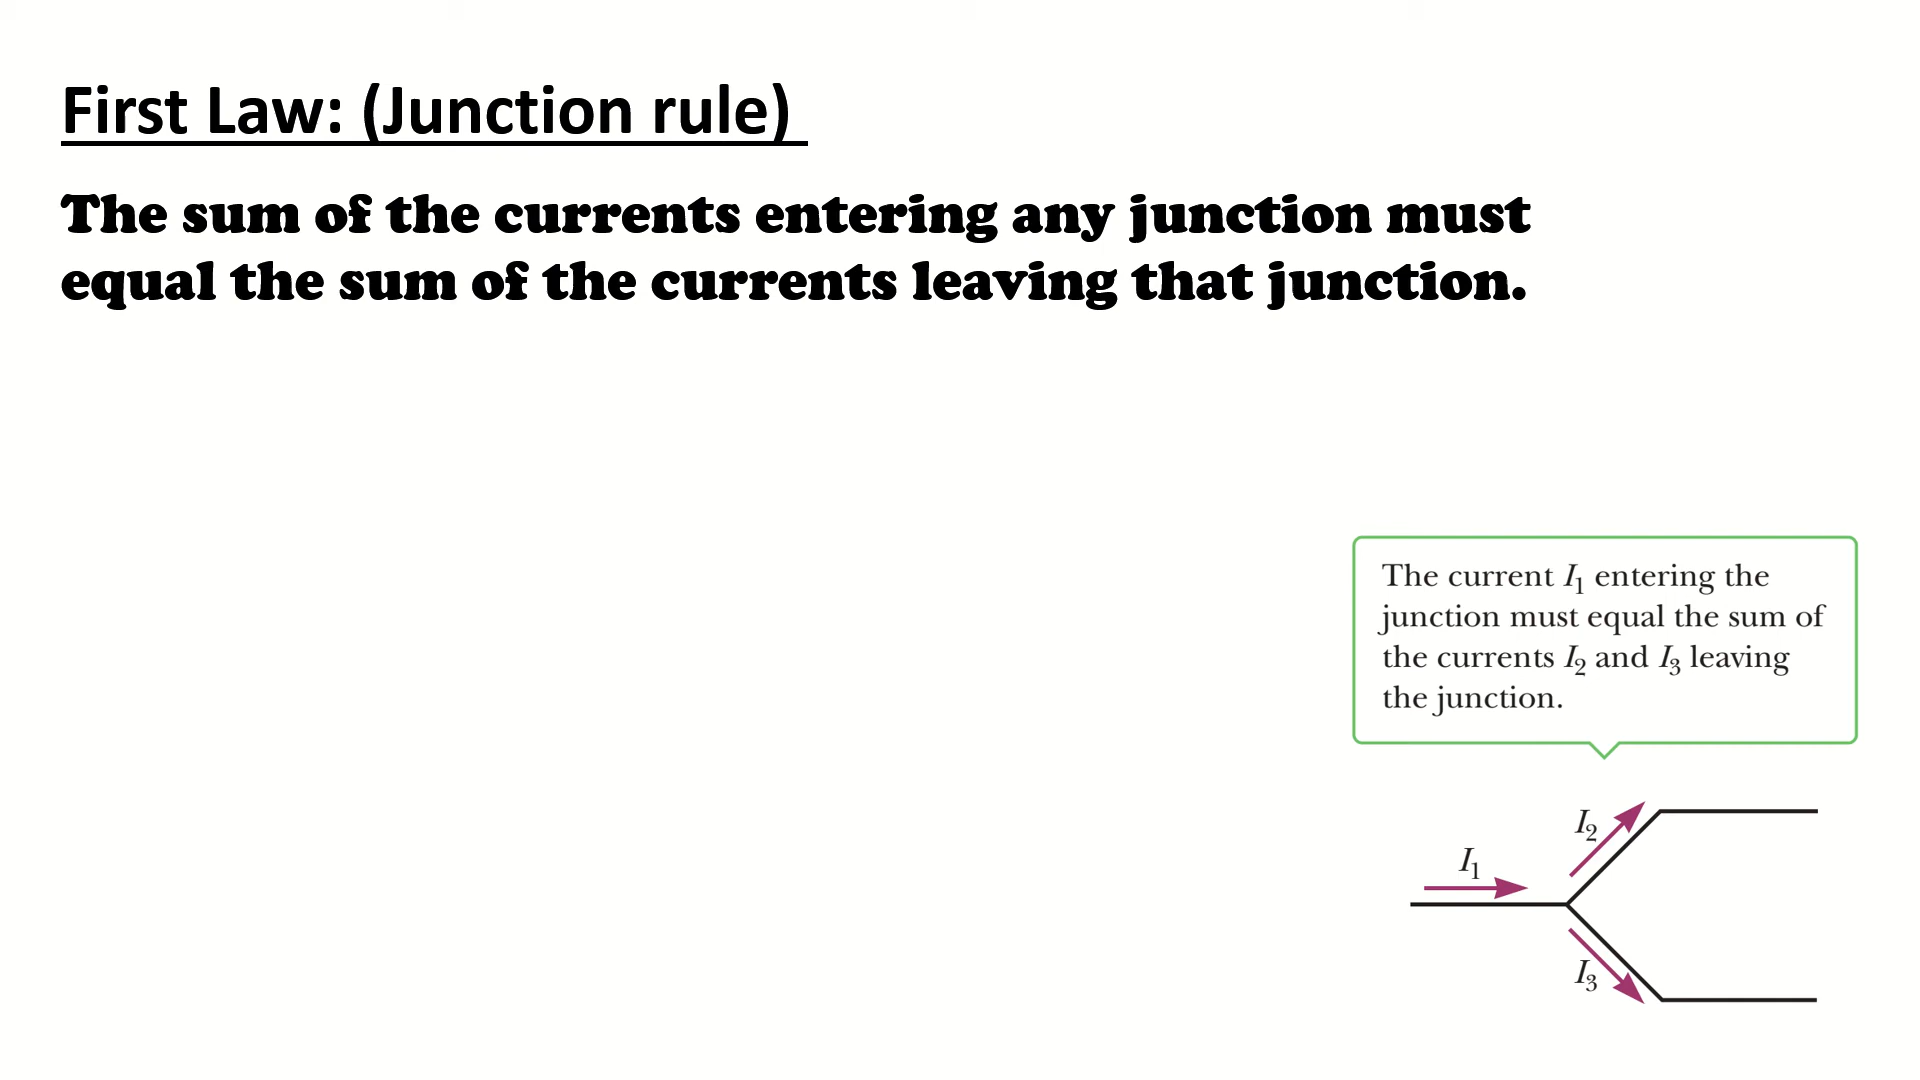 First Law: (Junction rule)
The sum of the currents entering any junction must
equal the sum of the currents leaving that junction.
The current I₁ entering the
junction must equal the sum of
the currents I₂ and I₃ leaving
the junction.
I₂
I₁
I₃